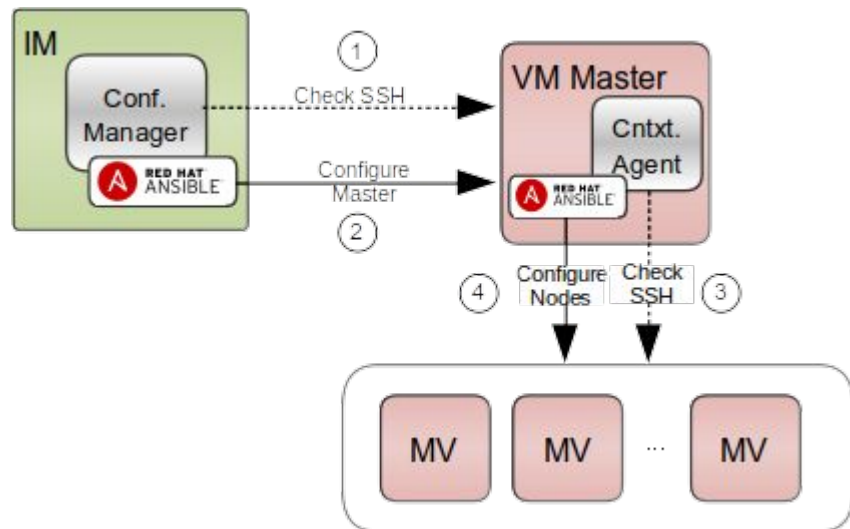 IM
Conf.
Manager
RED HAT
ANSIBLE
1
Check SSH
Configure
Master
2
VM Master
Cntxt.
Agent
RED HAT
ANSIBLE
4
Configure
Nodes
Check
SSH
3
MV
MV
...
MV